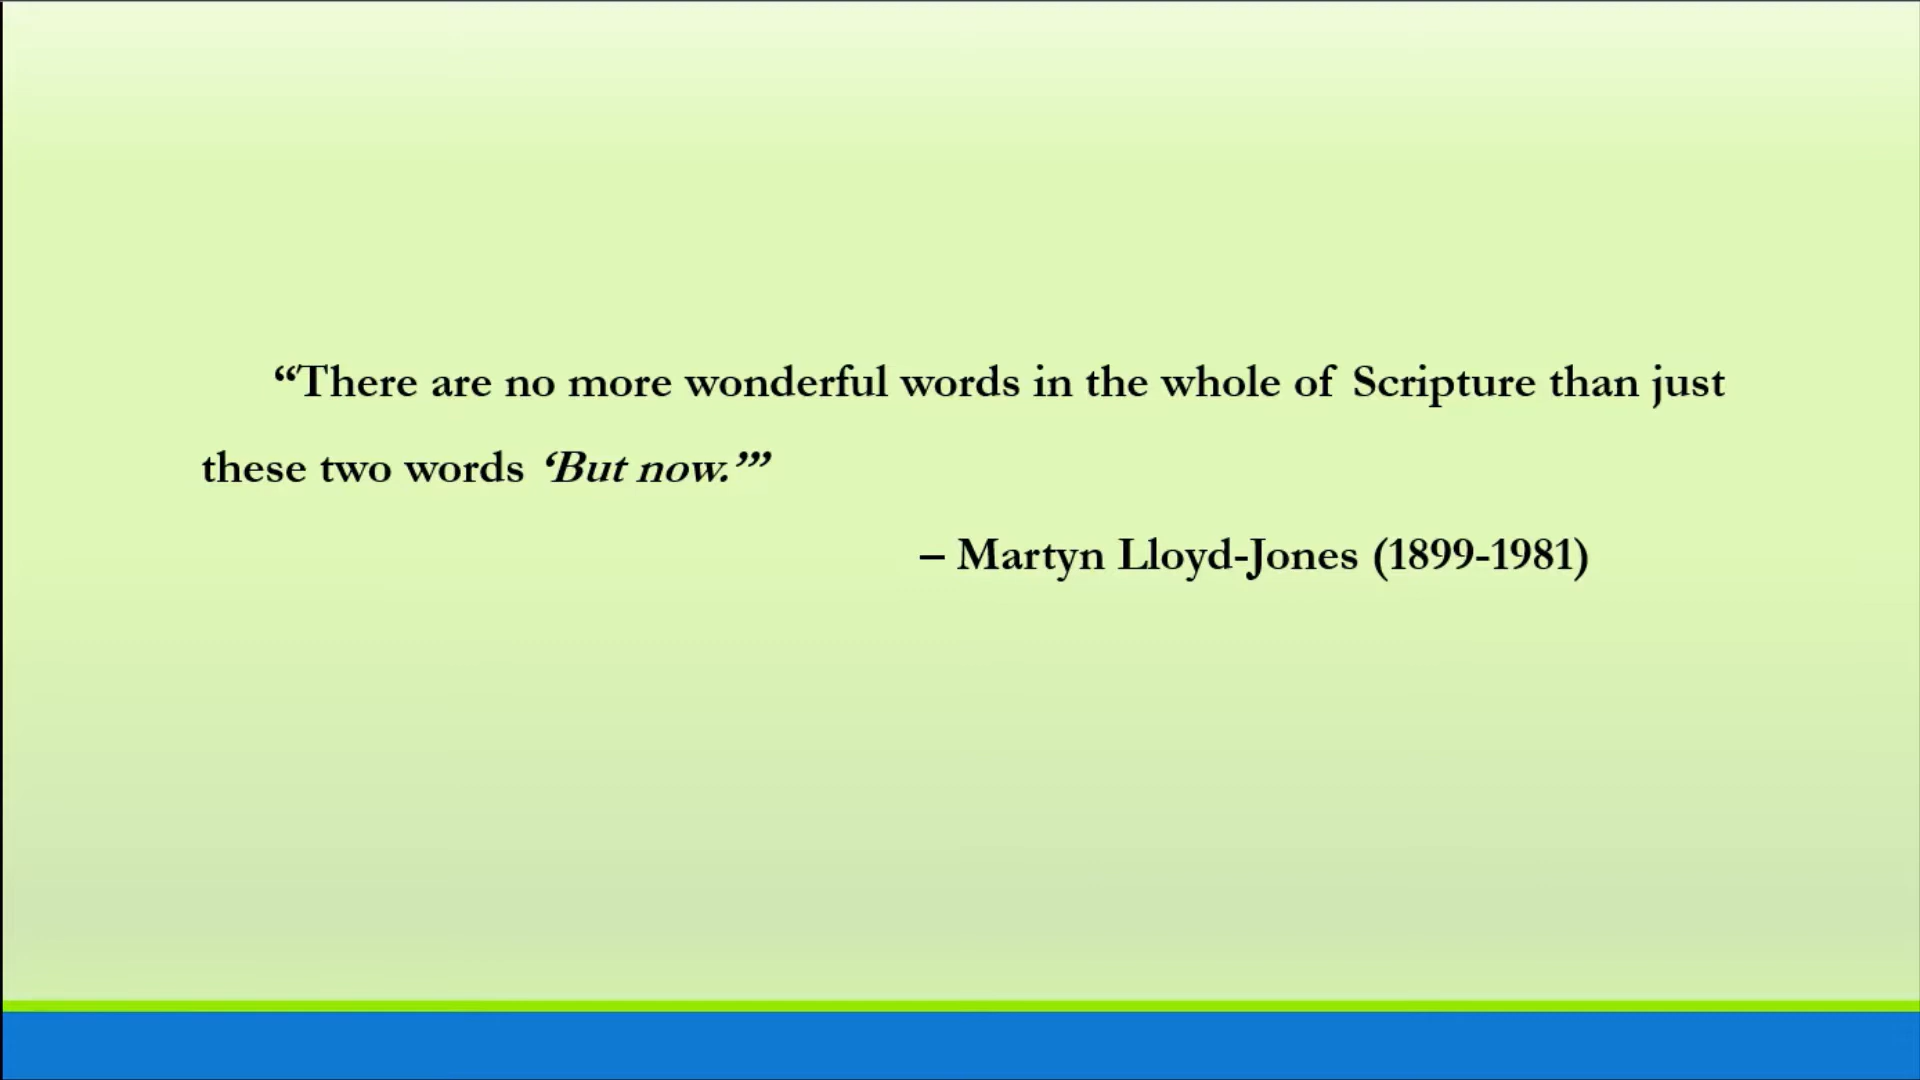 “There are no more wonderful words in the whole of Scripture than just
these two words ‘But now.’”
– Martyn Lloyd-Jones (1899-1981)